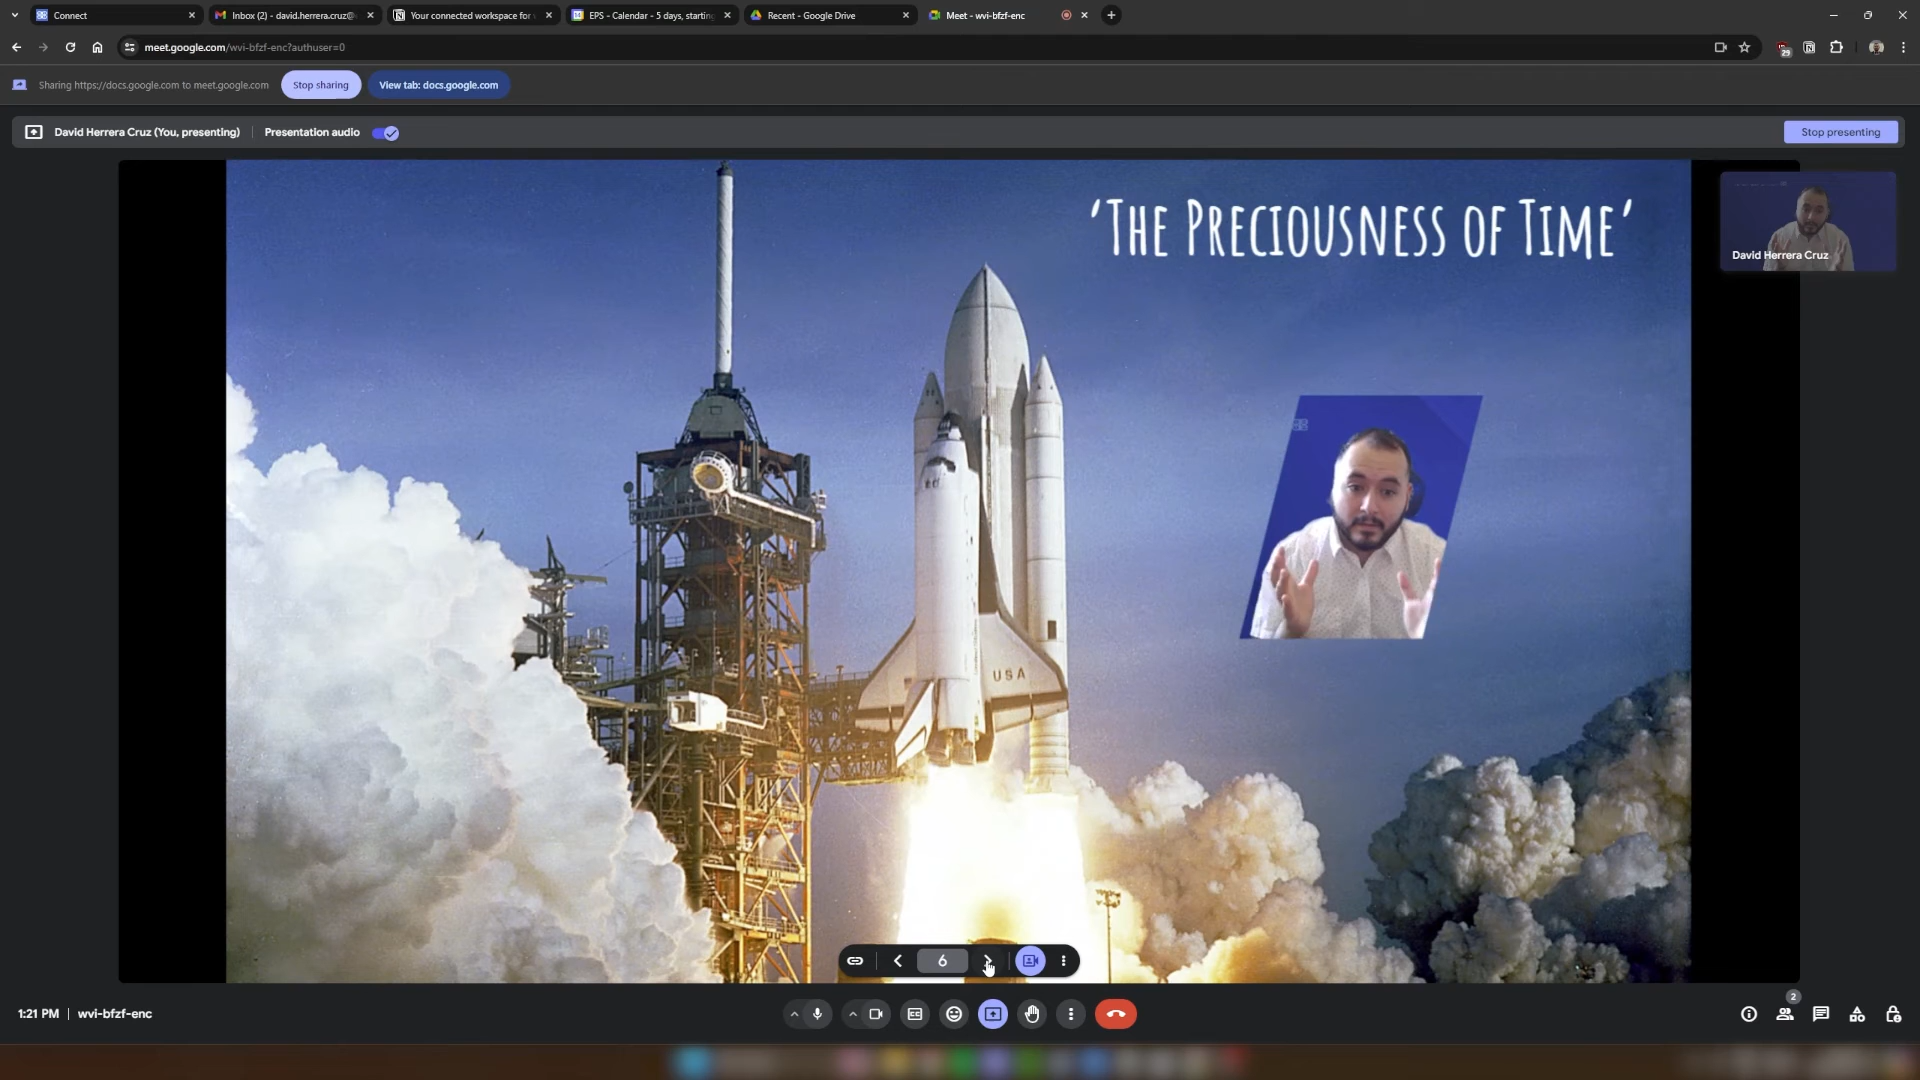 Connect
Inbox (2) - david.herrera.cruz@
Your connected workspace for
EPS - Calendar - 5 days, starting
Recent - Google Drive
Meet - wvi-bfzf-enc
meet.google.com/wvi-bfzf-enc?authuser=0
29
Sharing https://docs.google.com to meet.google.com
Stop sharing
View tab: docs.google.com
David Herrera Cruz (You, presenting)
Presentation audio
Stop presenting
‘The Preciousness of Time’
David Herrera Cruz
USA
6
1:21 PM
wvi-bfzf-enc
CC
2